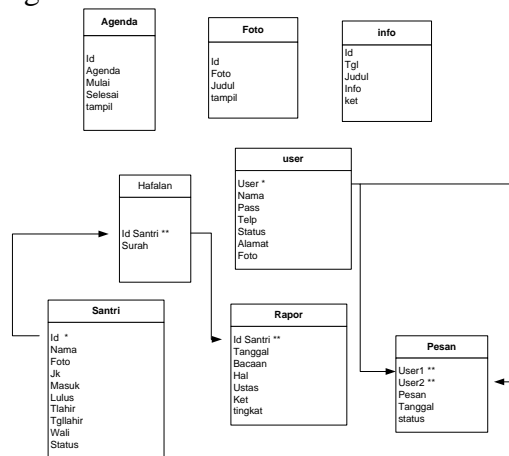 Agenda
Id
Agenda
Mulai
Selesai
tampil
Foto
Id
Foto
Judul
tampil
info
Id
Tgl
Judul
Info
ket
user
User *
Nama
Pass
Telp
Status
Alamat
Foto
Hafalan
Id Santri **
Surah
Santri
Id *
Nama
Foto
Jk
Masuk
Lulus
Tlahir
Tgllahir
Wali
Status
Rapor
Id Santri **
Tanggal
Bacaan
Hal
Ustas
Ket
tingkat
Pesan
User1 **
User2 **
Pesan
Tanggal
status